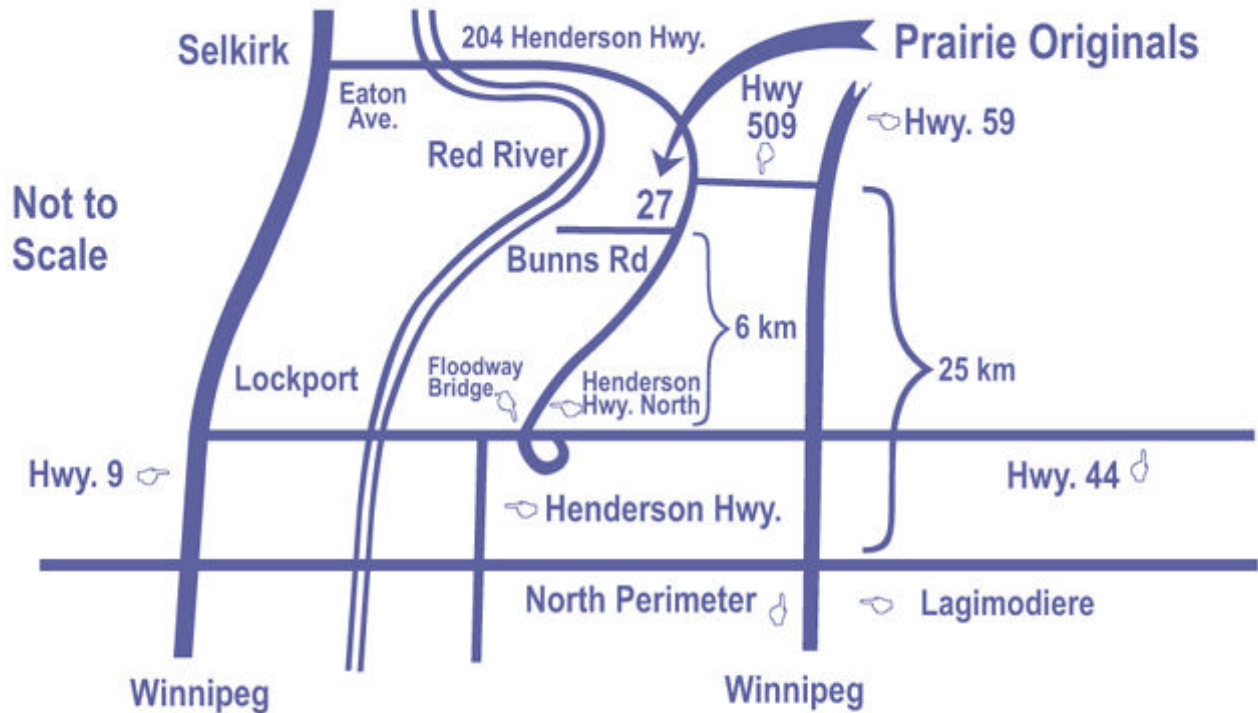 Selkirk
204 Henderson Hwy.
Prairie Originals
Eaton
Ave.
Hwy
509
Hwy. 59
Red River
Not to
Scale
27
Bunns Rd
6 km
Lockport
Floodway
Bridge
Henderson
Hwy. North
25 km
Hwy. 9
Hwy. 44
Henderson Hwy.
North Perimeter
Lagimodiere
Winnipeg
Winnipeg